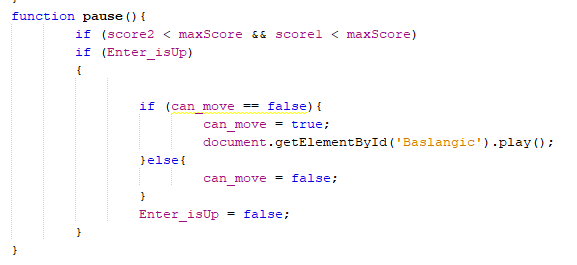 function pause(){
if (score2 < maxScore && score1 < maxScore)
if (Enter_isUp)
{
if (can_move == false){
can_move = true;
document.getElementById('Baslangic').play();
}else{
can_move = false;
}
Enter_isUp = false;
}
}